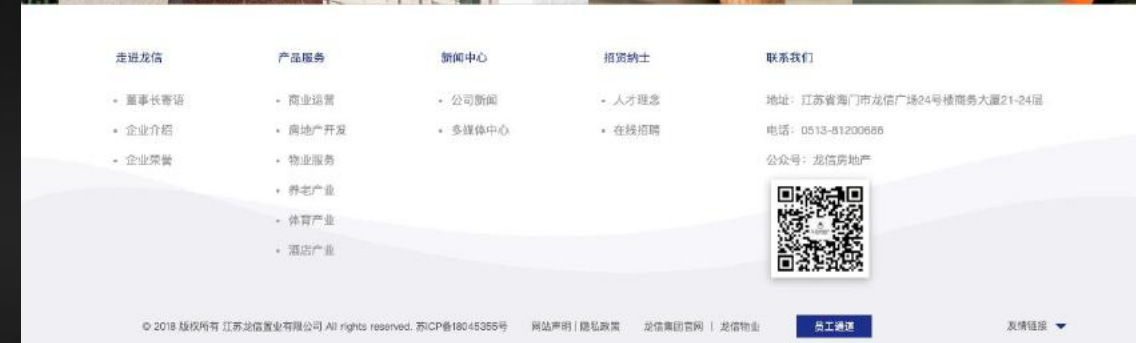 走进龙信
董事长寄语
企业介绍
企业荣誉
产品服务
商业运营
房地产开发
物业服务
养老产业
体育产业
酒店产业
新闻中心
公司新闻
多媒体中心
招贤纳士
人才理念
在线招聘
联系我们
地址：江苏省海门市龙信广场24号楼商务大厦21-24层
电话：0513-81200686
公众号：龙信房地产
© 2018 版权所有 江苏龙信置业有限公司 All rights reserved. 苏ICP备18045355号 网站声明 | 隐私政策 龙信集团官网 | 龙信物业 员工通道 友情链接